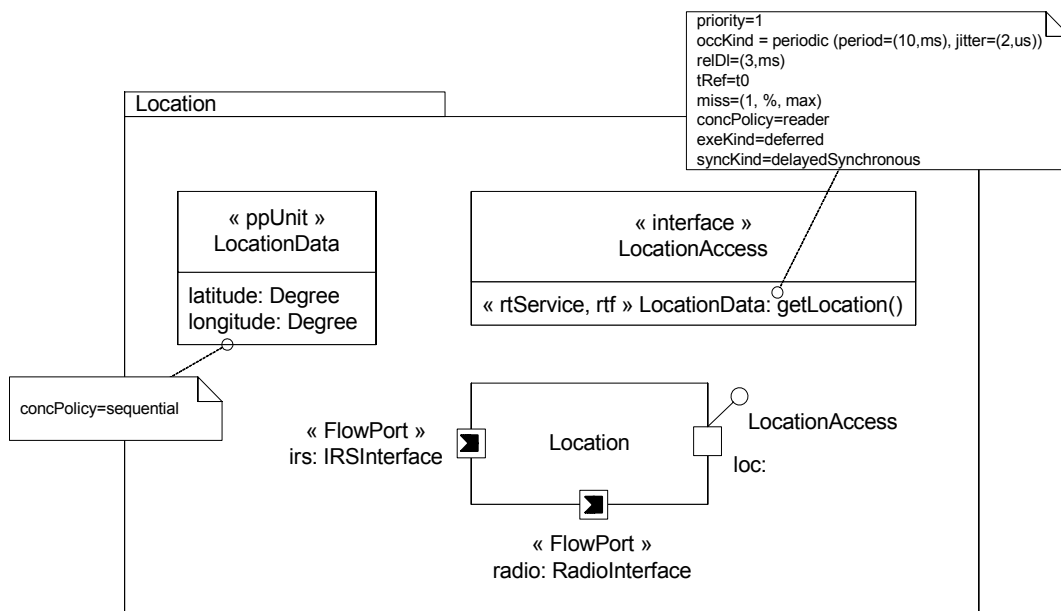 priority=1
occKind = periodic (period=(10,ms), jitter=(2,us))
relDl=(3,ms)
tRef=t0
miss=(1, %, max)
concPolicy=reader
exeKind=deferred
syncKind=delayedSynchronous
Location
« ppUnit »
LocationData
latitude: Degree
longitude: Degree
« interface »
LocationAccess
« rtService, rtf » LocationData: getLocation()
concPolicy=sequential
« FlowPort »
irs: IRSInterface
Location
LocationAccess
loc:
« FlowPort »
radio: RadioInterface